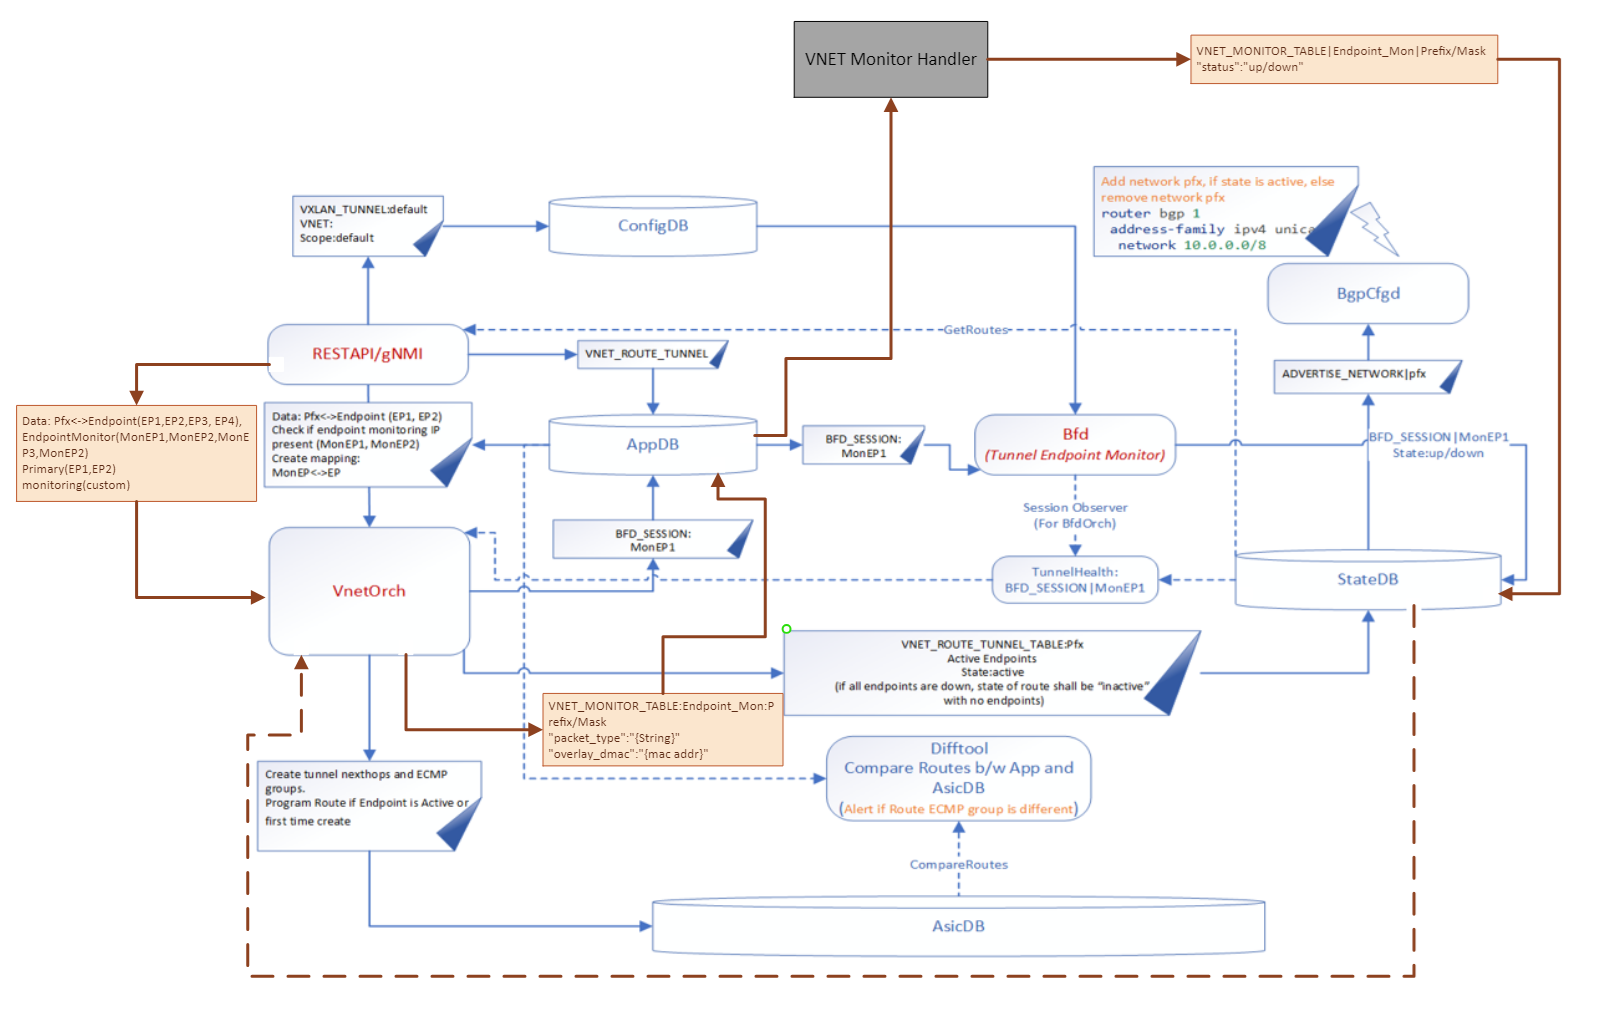 VNET Monitor Handler
VNET_MONITOR_TABLE|Endpoint_Mon|Prefix/Mask
"status":"up/down"
VXLAN_TUNNEL:default
VNET:
Scope:default
ConfigDB
Add network pfx, if state is active, else
remove network pfx
router bgp 1
address-family ipv4 unica
network 10.0.0.0/8
BgpCfgd
GetRoutes
RESTAPI/gNMI
VNET_ROUTE_TUNNEL
ADVERTISE_NETWORK|pfx
Data: Pfx<->Endpoint(EP1,EP2,EP3, EP4),
EndpointMonitor(MonEP1,MonEP2,MonE
P3,MonEP2)
Primary(EP1,EP2)
monitoring(custom)
Data: Pfx<->Endpoint (EP1, EP2)
Check if endpoint monitoring IP
present (MonEP1, MonEP2)
Create mapping:
MonEP<->EP
AppDB
BFD_SESSION:
MonEP1
Bfd
(Tunnel Endpoint Monitor)
BFD_SESSION|MonEP1
State:up/down
Session Observer
(For BfdOrch)
BFD_SESSION:
MonEP1
VnetOrch
TunnelHealth:
BFD_SESSION|MonEP1
StateDB
VNET_ROUTE_TUNNEL_TABLE:Pfx
Active Endpoints
State:active
(if all endpoints are down, state of route shall be “inactive”
with no endpoints)
VNET_MONITOR_TABLE:Endpoint_Mon:P
refix/Mask
"packet_type":"{String}"
"overlay_dmac":"{mac addr}"
Difftool
Compare Routes b/w App and
AsicDB
(Alert if Route ECMP group is different)
Create tunnel nexthops and ECMP
groups.
Program Route if Endpoint is Active or
first time create
CompareRoutes
AsicDB